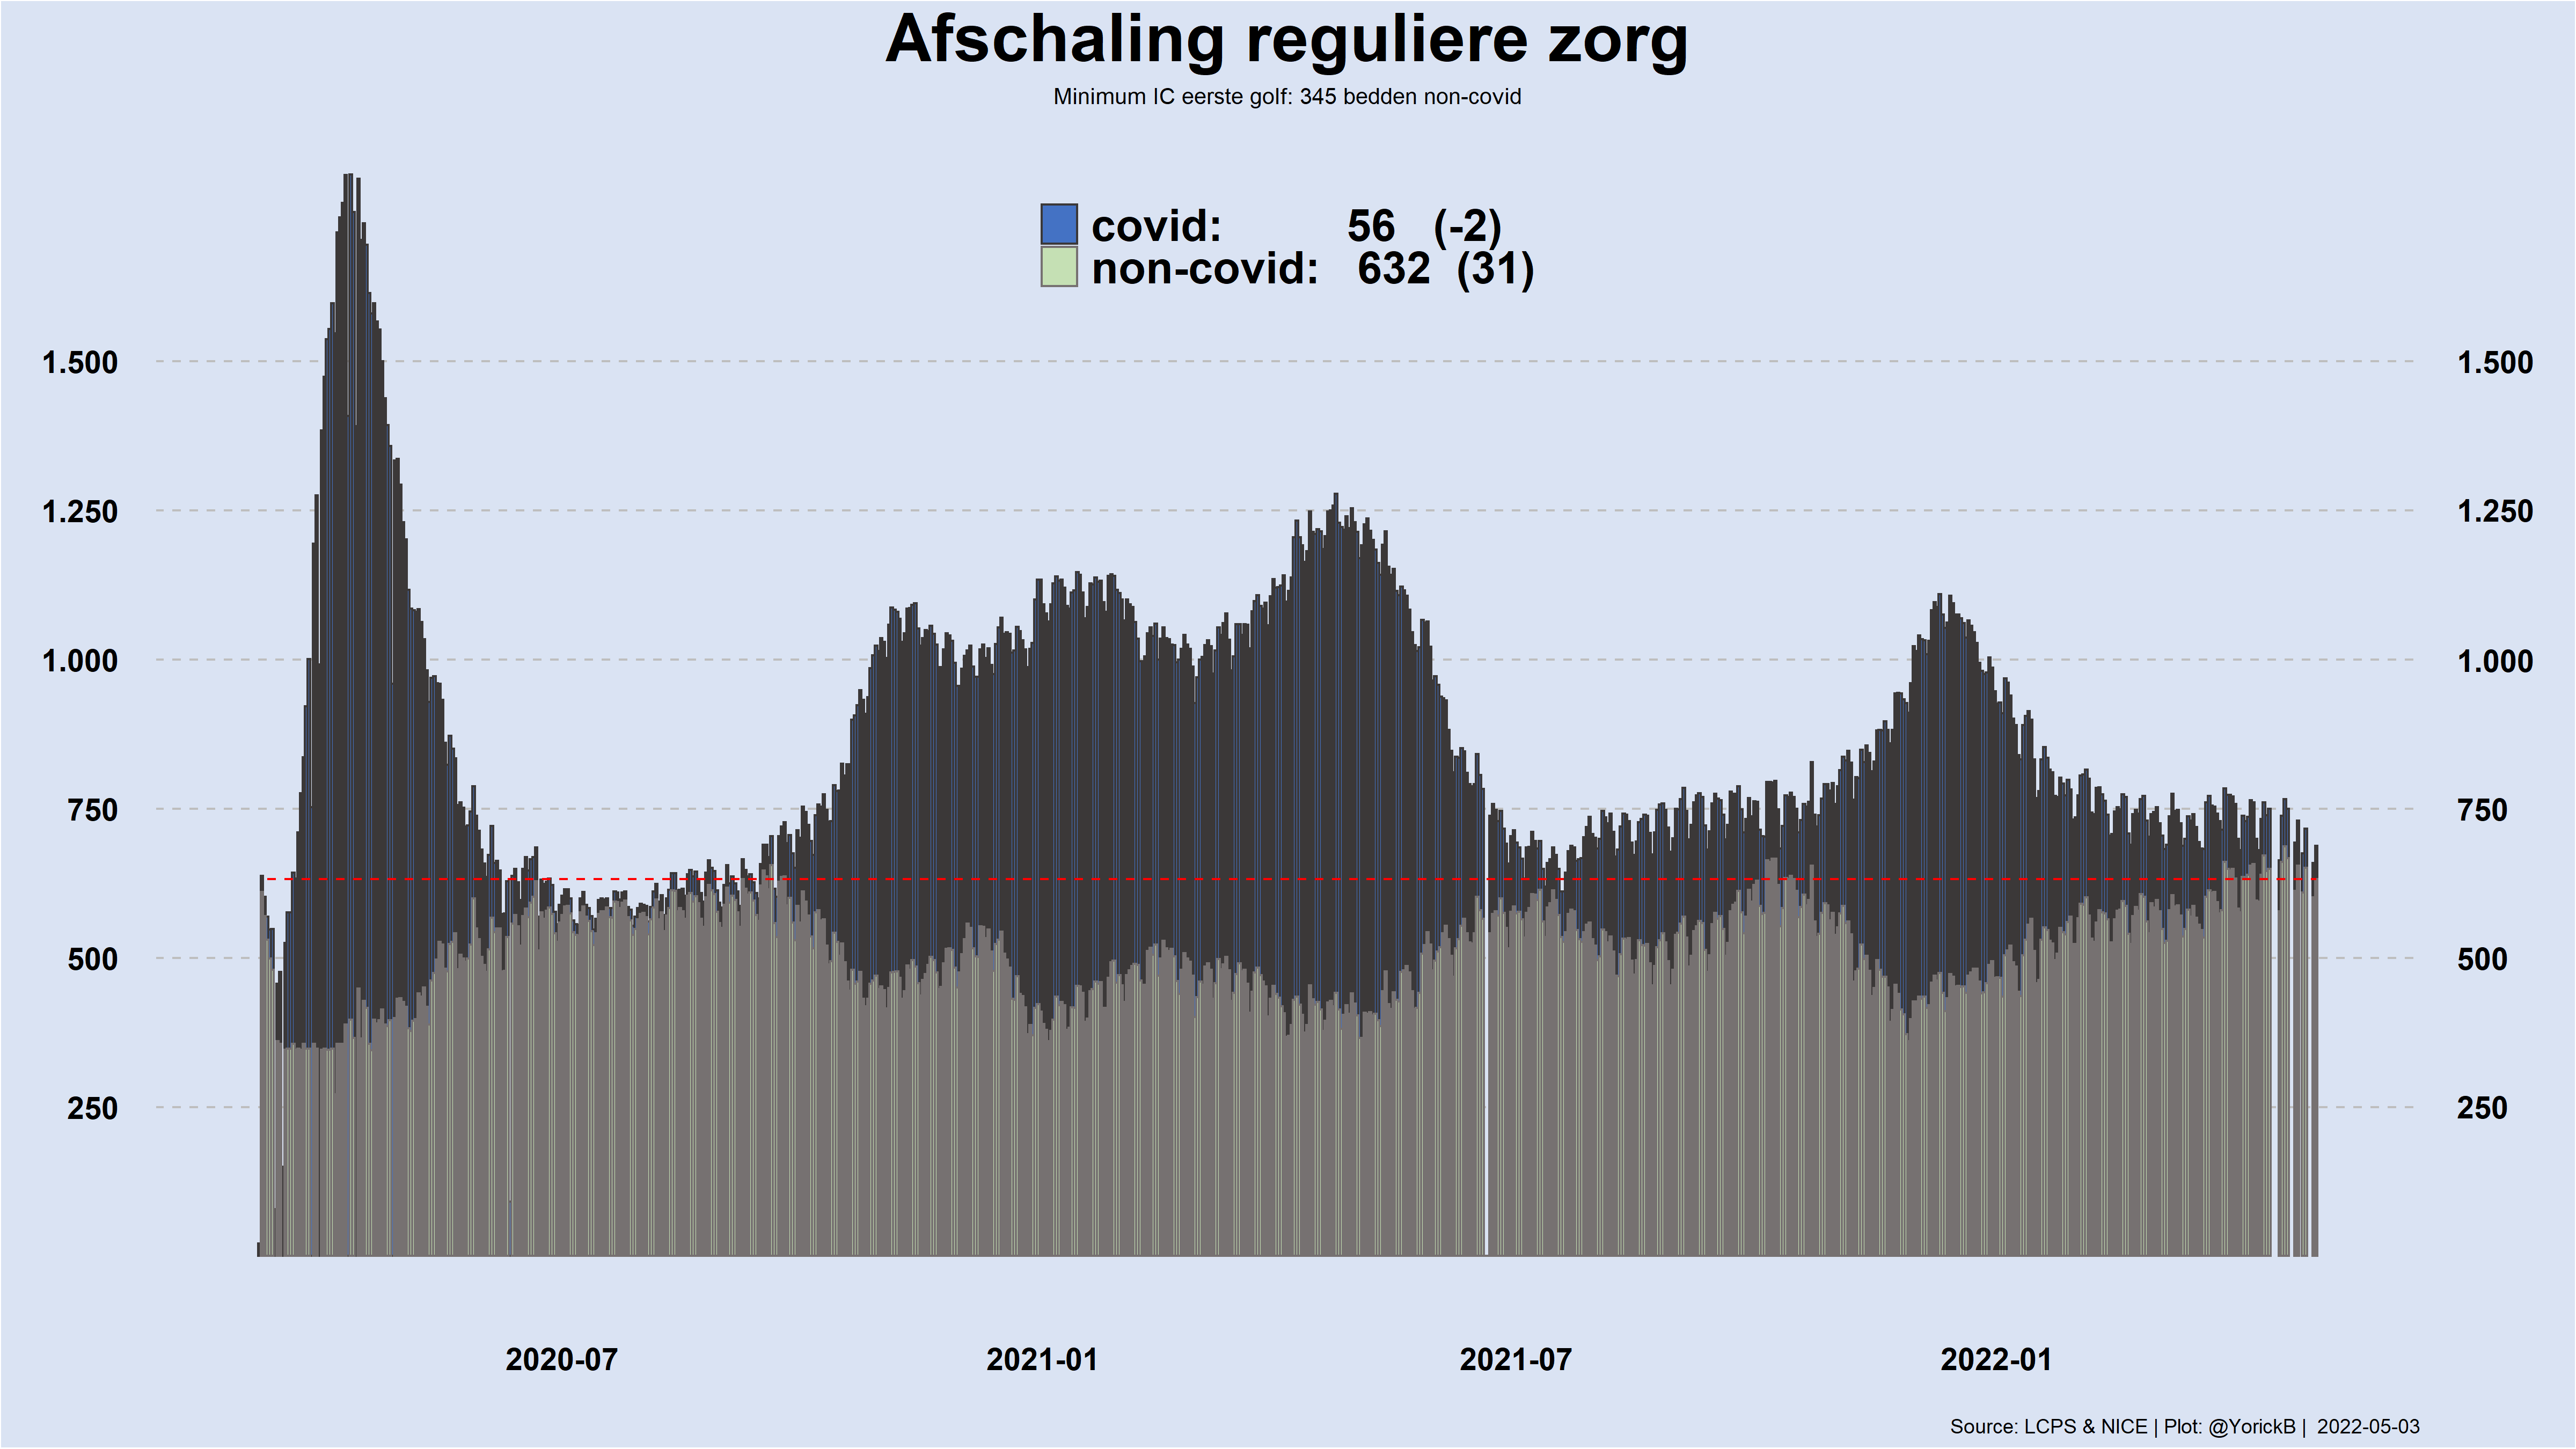 Afschaling reguliere zorg
Minimum IC eerste golf: 345 bedden non-covid
covid: 56 (-2)
non-covid: 632 (31)
1.500 1.500
1.250 1.250
1.000 1.000
750 750
500 500
250 250
2020-07 2021-01 2021-07 2022-01
Source: LCPS & NICE | Plot: @YorickB | 2022-05-03